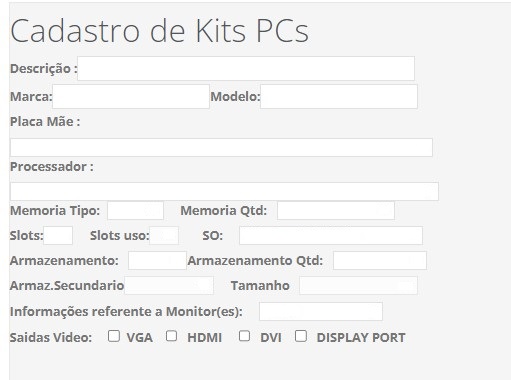 Cadastro de Kits PCs
Descrição :
Marca: Modelo:
Placa Mãe :
Processador :
Memoria Tipo: Memoria Qtd:
Slots: Slots uso: SO:
Armazenamento: Armazenamento Qtd:
Armaz.Secundario Tamanho
Informações referente a Monitor(es):
Saidas Video: VGA HDMI DVI DISPLAY PORT